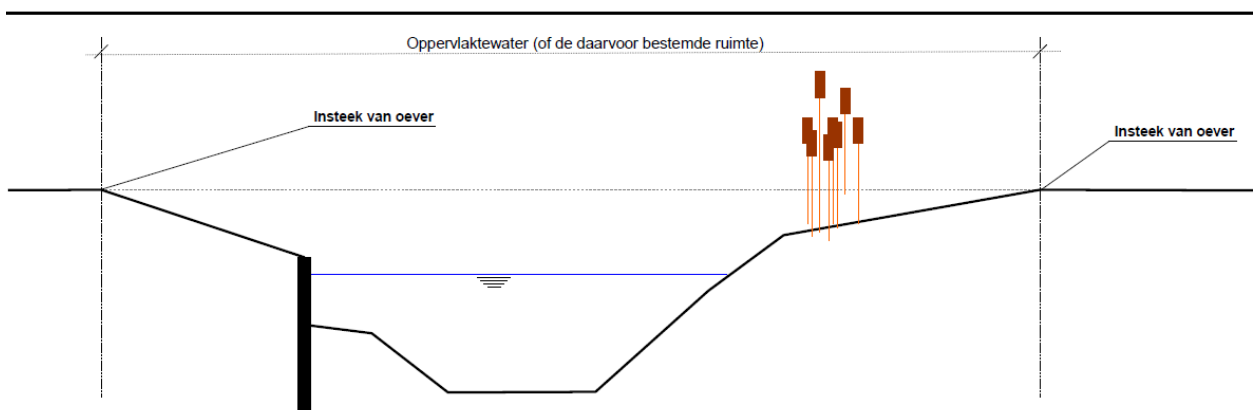 Oppervlaktewater (of de daarvoor bestemde ruimte)
Insteek van oever
Insteek van oever